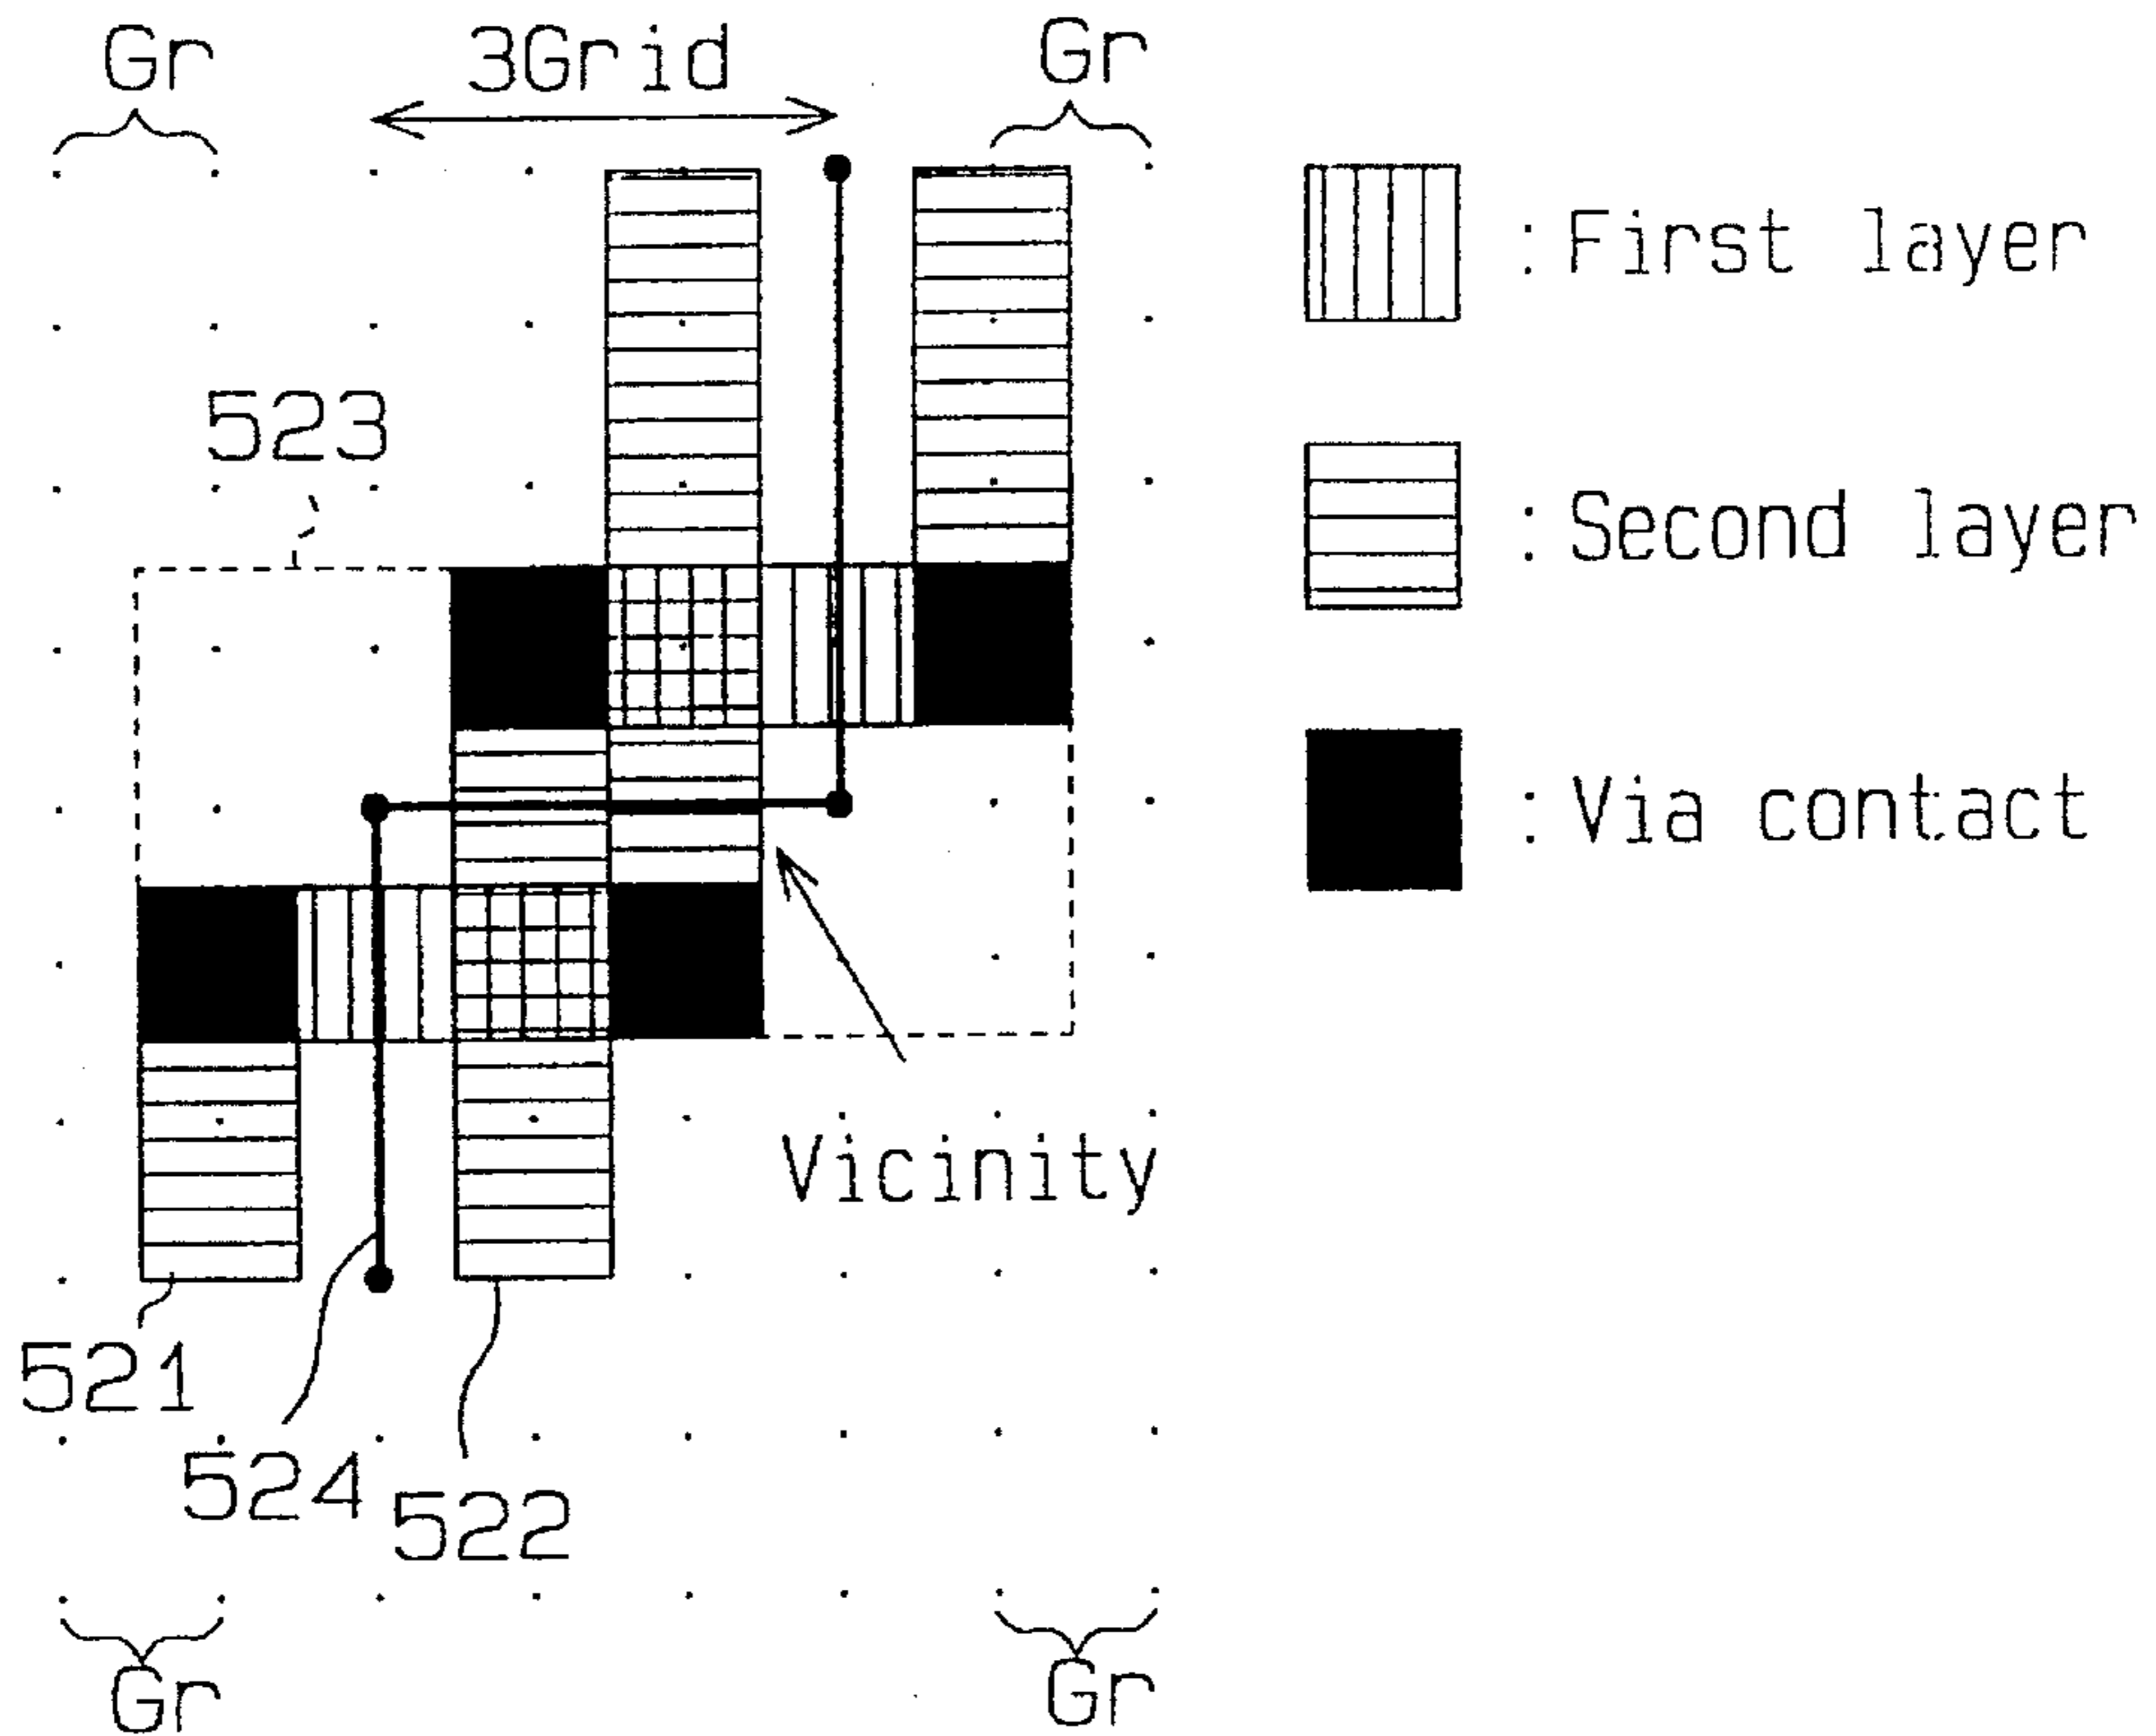 Gr
3Grid
Gr
: First layer
523
: Second layer
: Via contact
Vicinity
521
524
522
Gr
Gr